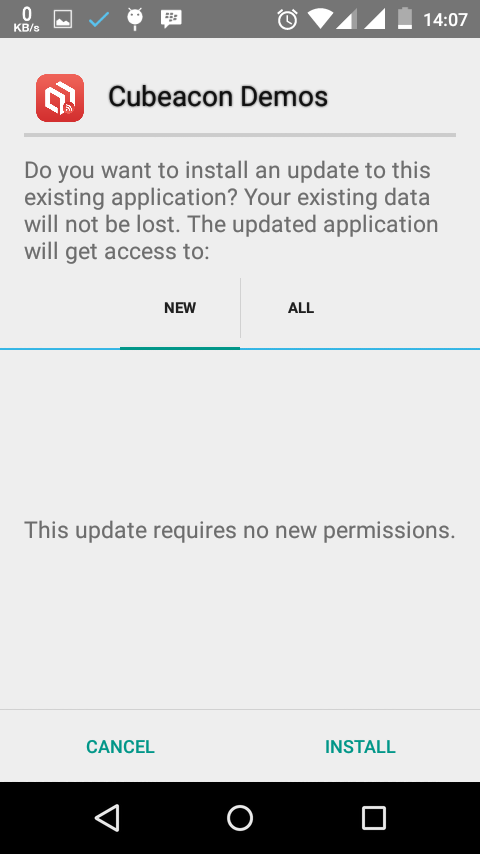 0
KB/s
14:07
Cubeacon Demos
Do you want to install an update to this
existing application? Your existing data
will not be lost. The updated application
will get access to:
NEW
ALL
This update requires no new permissions.
CANCEL
INSTALL